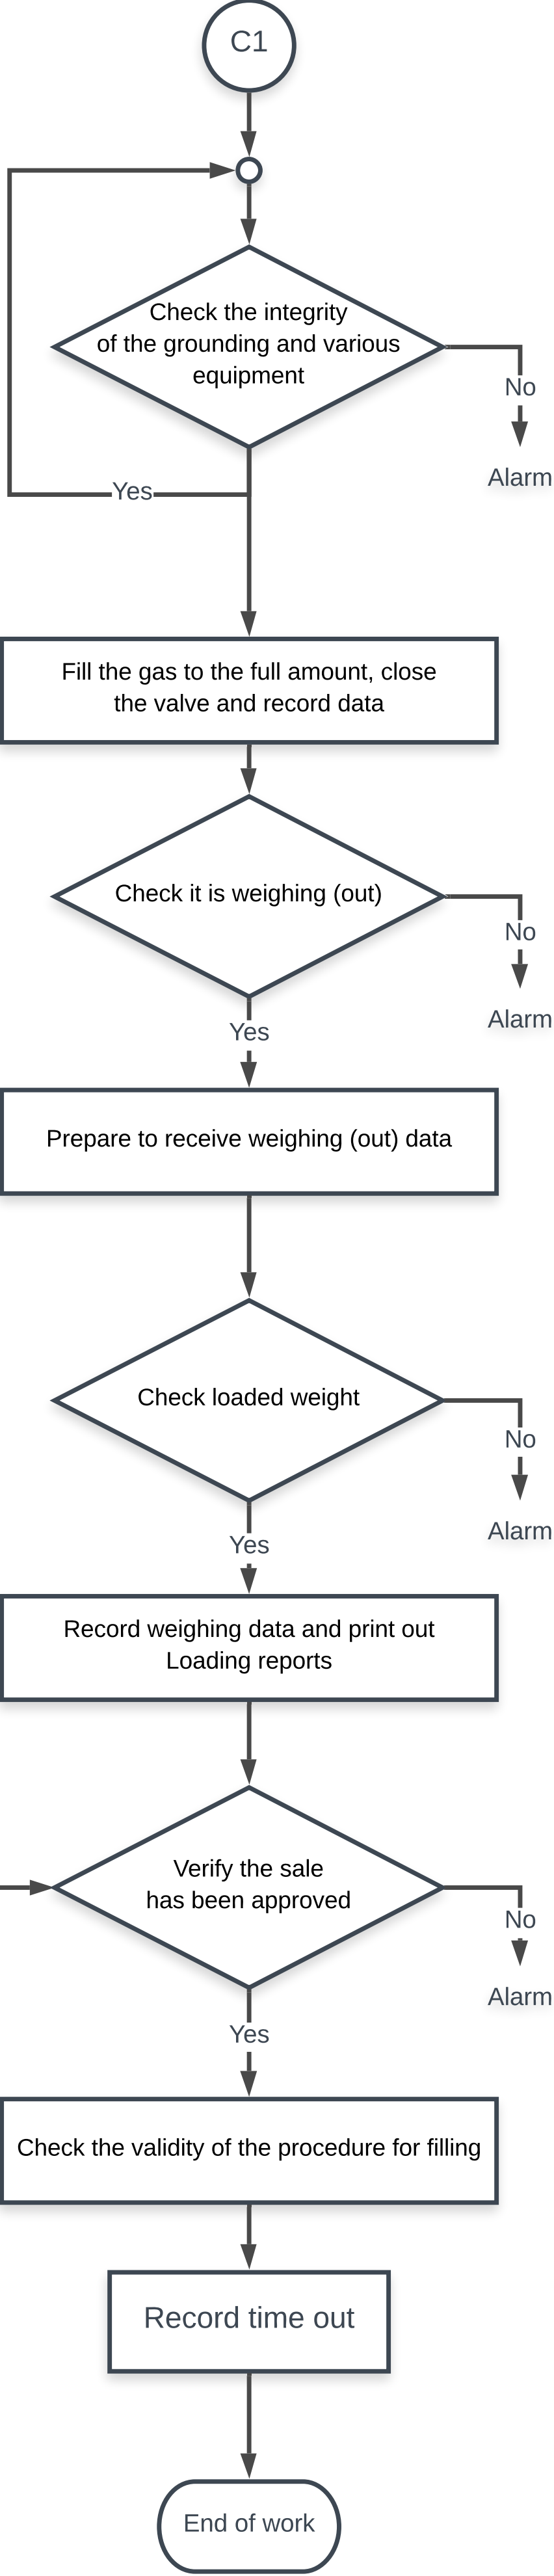 C1
Check the integrity
of the grounding and various
equipment
No
Alarm
Yes
Fill the gas to the full amount, close
the valve and record data
Check it is weighing (out)
No
Alarm
Yes
Prepare to receive weighing (out) data
Check loaded weight
No
Alarm
Yes
Record weighing data and print out
Loading reports
Verify the sale
has been approved
No
Alarm
Yes
Check the validity of the procedure for filling
Record time out
End of work